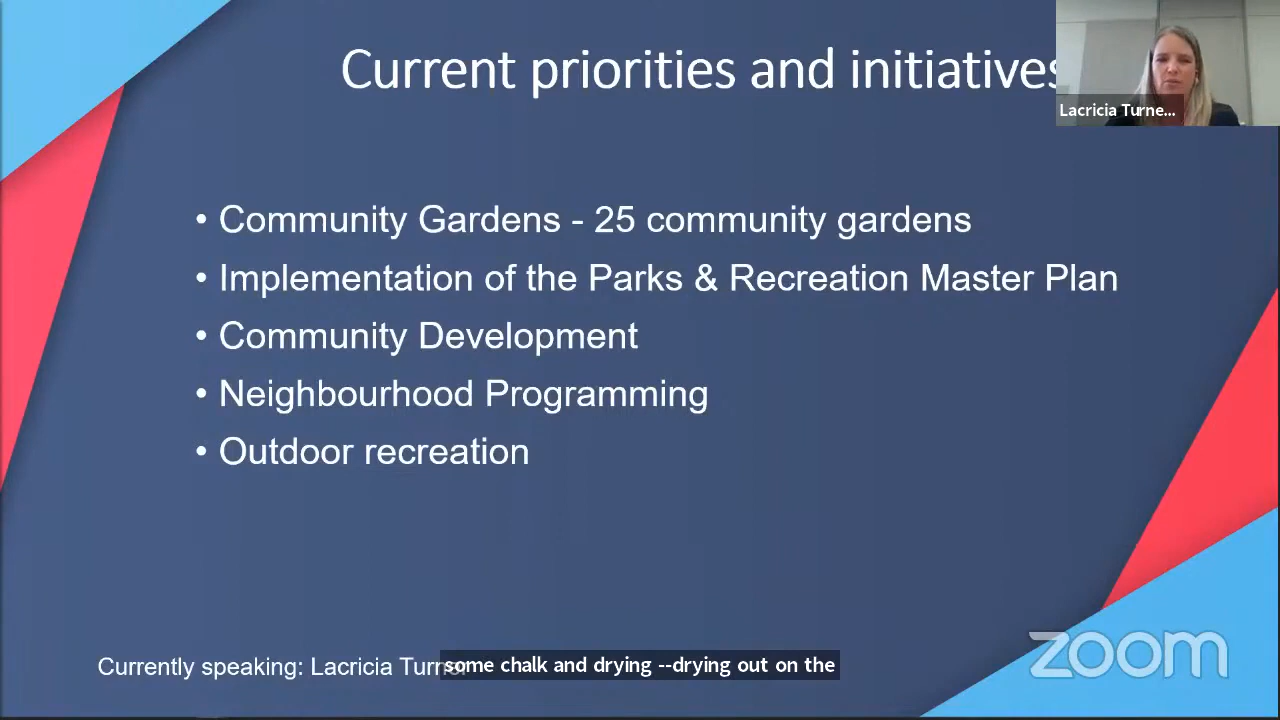 Current priorities and initiatives
Lacricia Turne...
• Community Gardens - 25 community gardens
• Implementation of the Parks & Recreation Master Plan
• Community Development
• Neighbourhood Programming
• Outdoor recreation
zoom
Currently speaking: Lacricia Turner
some chalk and drying --drying out on the